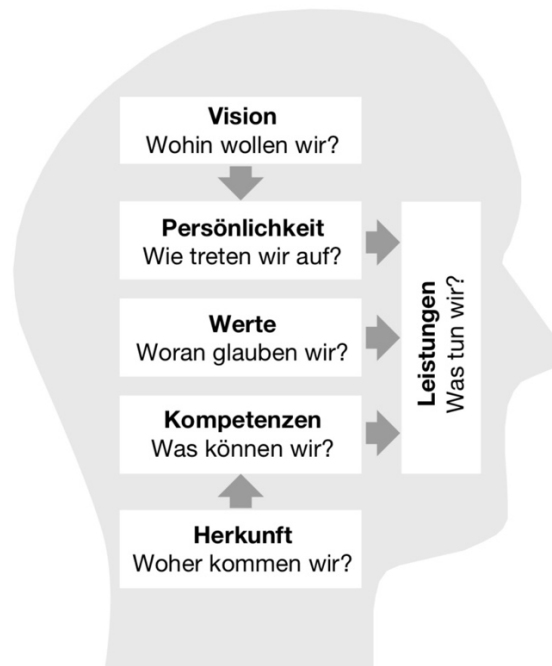 Vision
Wohin wollen wir?
Persönlichkeit
Wie treten wir auf?
Werte
Woran glauben wir?
Kompetenzen
Was können wir?
Herkunft
Woher kommen wir?
Leistungen
Was tun wir?